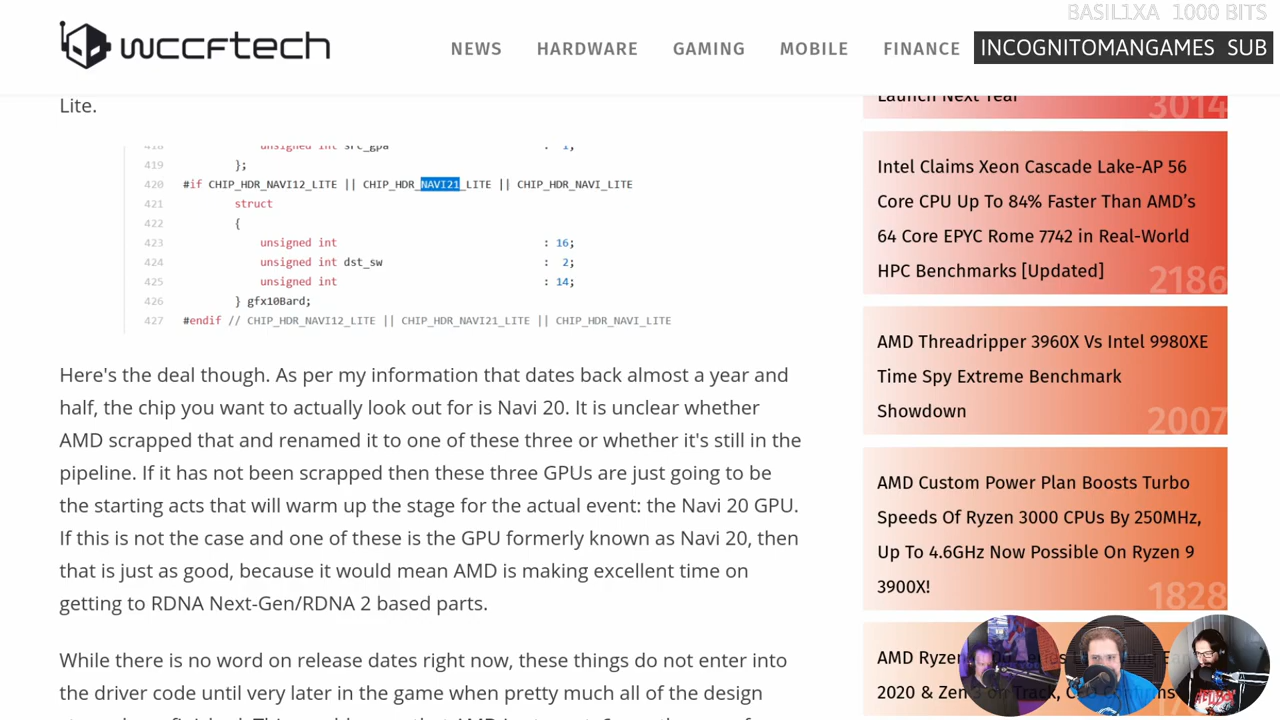 BASIL1XA 1000 BITS
WCCFTECH
NEWS HARDWARE GAMING MOBILE FINANCE
INCOGNITOMANGAMES SUB
Lite.
418 unsigned int src_gpa : 1;
419 };
420 #if CHIP_HDR_NAVI12_LITE || CHIP_HDR_NAVI21_LITE || CHIP_HDR_NAVI_LITE
421 struct
422 {
423 unsigned int : 16;
424 unsigned int dst_sw : 2;
425 unsigned int : 14;
426 } gfx10Bard;
427 #endif // CHIP_HDR_NAVI12_LITE || CHIP_HDR_NAVI21_LITE || CHIP_HDR_NAVI_LITE
Here's the deal though. As per my information that dates back almost a year and
half, the chip you want to actually look out for is Navi 20. It is unclear whether
AMD scrapped that and renamed it to one of these three or whether it's still in the
pipeline. If it has not been scrapped then these three GPUs are just going to be
the starting acts that will warm up the stage for the actual event: the Navi 20 GPU.
If this is not the case and one of these is the GPU formerly known as Navi 20, then
that is just as good, because it would mean AMD is making excellent time on
getting to RDNA Next-Gen/RDNA 2 based parts.
While there is no word on release dates right now, these things do not enter into
the driver code until very later in the game when pretty much all of the design
Launch Next Year
3014
Intel Claims Xeon Cascade Lake-AP 56
Core CPU Up To 84% Faster Than AMD’s
64 Core EPYC Rome 7742 in Real-World
HPC Benchmarks [Updated]
2186
AMD Threadripper 3960X Vs Intel 9980XE
Time Spy Extreme Benchmark
Showdown
2007
AMD Custom Power Plan Boosts Turbo
Speeds Of Ryzen 3000 CPUs By 250MHz,
Up To 4.6GHz Now Possible On Ryzen 9
3900X!
1828
AMD Ryzen
2020 & Zen on Track,